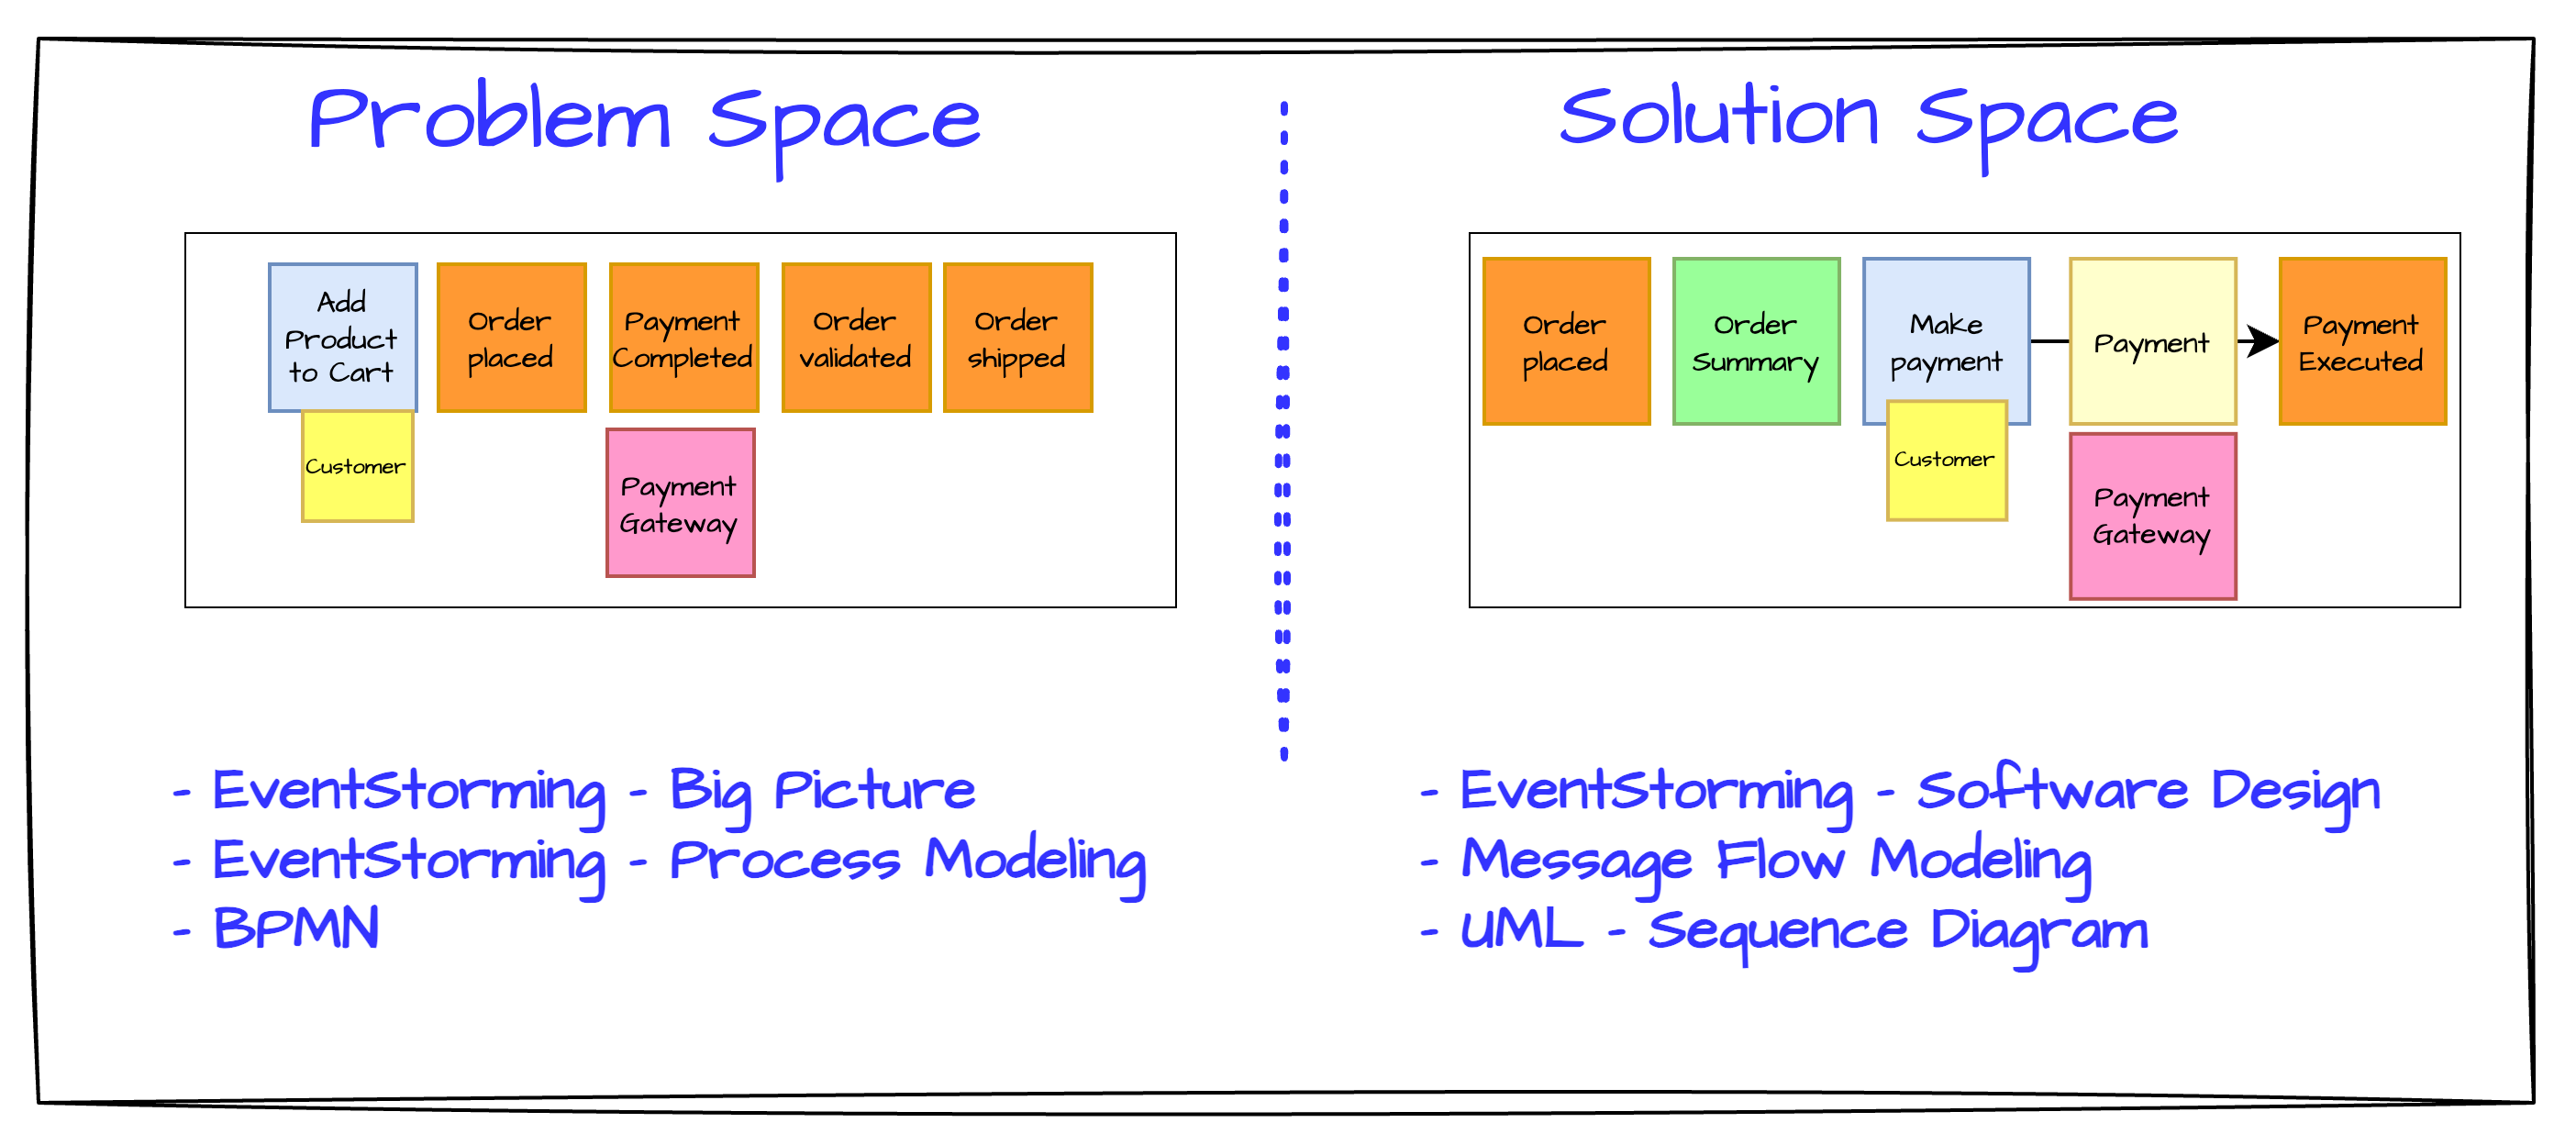 Problem Space
Add
Product
to Cart
Order
placed
Payment
Completed
Order
validated
Order
shipped
Customer
Payment
Gateway
- EventStorming - Big Picture
- EventStorming - Process Modeling
- BPMN
Solution Space
Order
placed
Order
Summary
Make
payment
Payment
Payment
Executed
Customer
Payment
Gateway
- EventStorming - Software Design
- Message Flow Modeling
- UML - Sequence Diagram